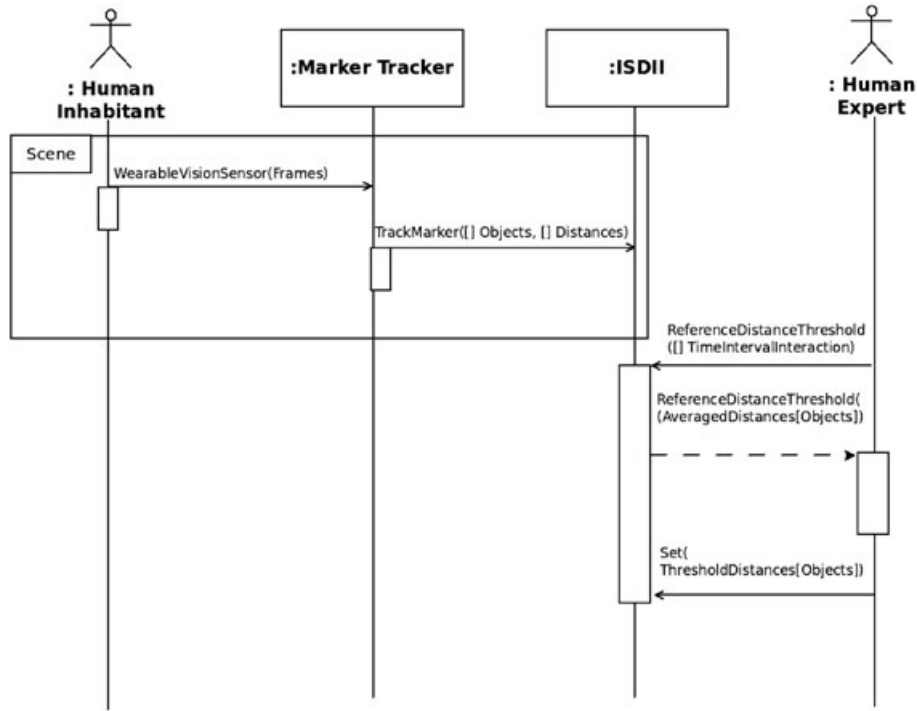 : Human
Inhabitant
:Marker Tracker
:ISDII
: Human
Expert
Scene
WearableVisionSensor(Frames)
TrackMarker([] Objects, [] Distances)
ReferenceDistanceThreshold
([] TimeIntervalInteraction)
ReferenceDistanceThreshold(
(AveragedDistances[Objects])
Set(
ThresholdDistances[Objects])